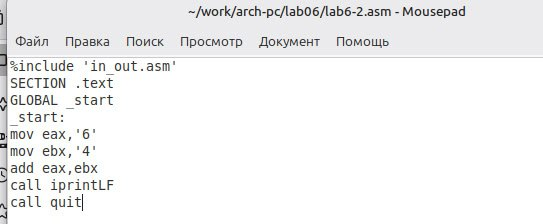 ~/work/arch-pc/lab06/lab6-2.asm - Mousepad
Файл Правка Поиск Просмотр Документ Помощь
%include 'in_out.asm'
SECTION .text
GLOBAL _start
_start:
mov eax,'6'
mov ebx,'4'
add eax,ebx
call iprintLF
call quit